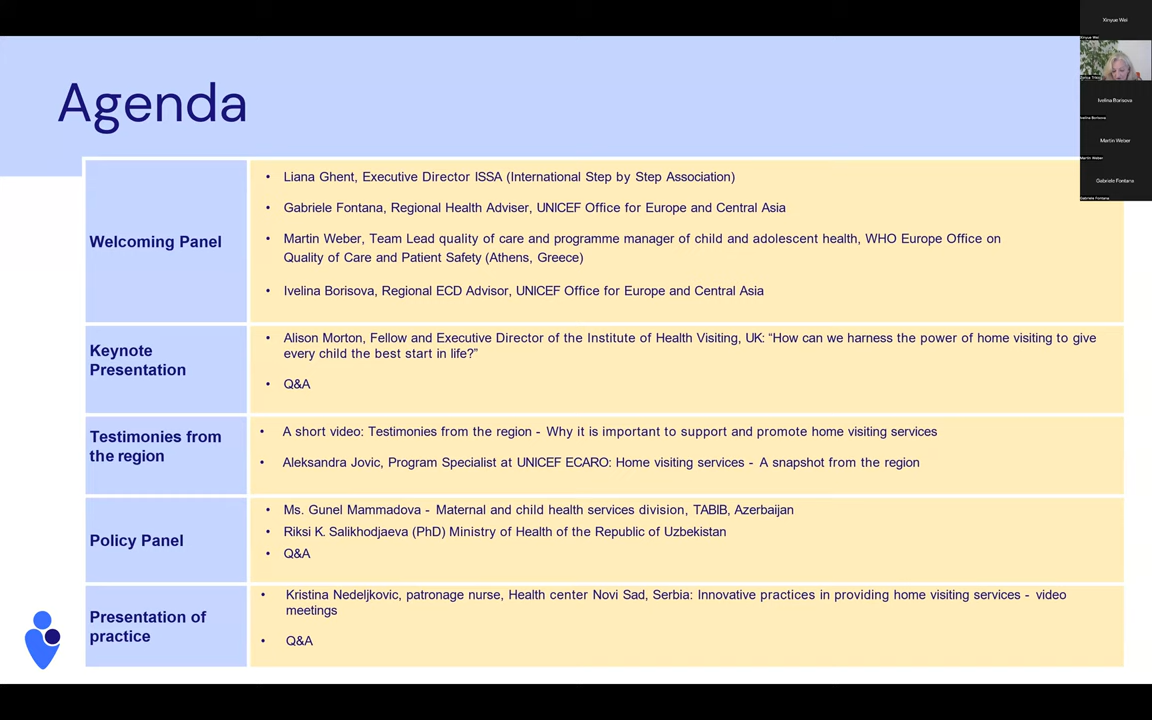 Agenda
Welcoming Panel
• Liana Ghent, Executive Director ISSA (International Step by Step Association)
• Gabriele Fontana, Regional Health Adviser, UNICEF Office for Europe and Central Asia
• Martin Weber, Team Lead quality of care and programme manager of child and adolescent health, WHO Europe Office on
Quality of Care and Patient Safety (Athens, Greece)
• Ivelina Borisova, Regional ECD Advisor, UNICEF Office for Europe and Central Asia
Keynote
Presentation
• Alison Morton, Fellow and Executive Director of the Institute of Health Visiting, UK: “How can we harness the power of home visiting to give
every child the best start in life?”
• Q&A
Testimonies from
the region
• A short video: Testimonies from the region - Why it is important to support and promote home visiting services
• Aleksandra Jovic, Program Specialist at UNICEF ECARO: Home visiting services - A snapshot from the region
Policy Panel
• Ms. Gunel Mammadova - Maternal and child health services division, TABIB, Azerbaijan
• Riksi K. Salikhodjaeva (PhD) Ministry of Health of the Republic of Uzbekistan
• Q&A
Presentation of
practice
• Kristina Nedeljkovic, patronage nurse, Health center Novi Sad, Serbia: Innovative practices in providing home visiting services - video
meetings
• Q&A
Xinyue Wei
Xinyue Wei
Ivelina Borisova
Ivelina Borisova
Martin Weber
Martin Weber
Gabriele Fontana
Gabriele Fontana